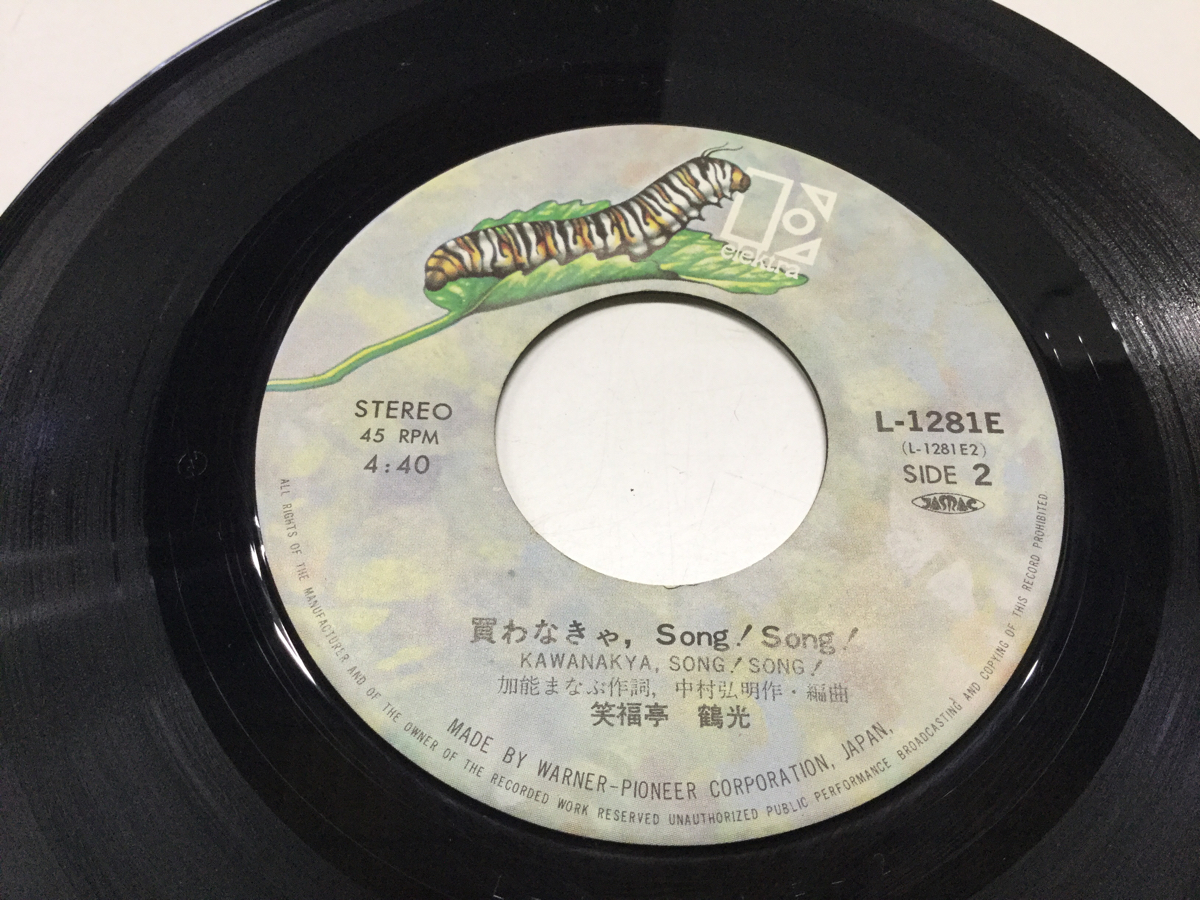 elektra
STEREO
45 RPM
4:40
L-1281E
(L-1281E2)
SIDE 2
JASRAC
買わなきゃ, Song! Song!
KAWANAKYA, SONG! SONG!
加能まなぶ作詞, 中村弘明作・編曲
笑福亭 鶴光
MADE BY WARNER-PIONEER CORPORATION, JAPAN,
ALL RIGHTS OF THE MANUFACTURER AND OF THE OWNER OF THE RECORDED WORK RESERVED UNAUTHORIZED PUBLIC PERFORMANCE BROADCASTING AND COPYING OF THIS RECORD PROHIBITED